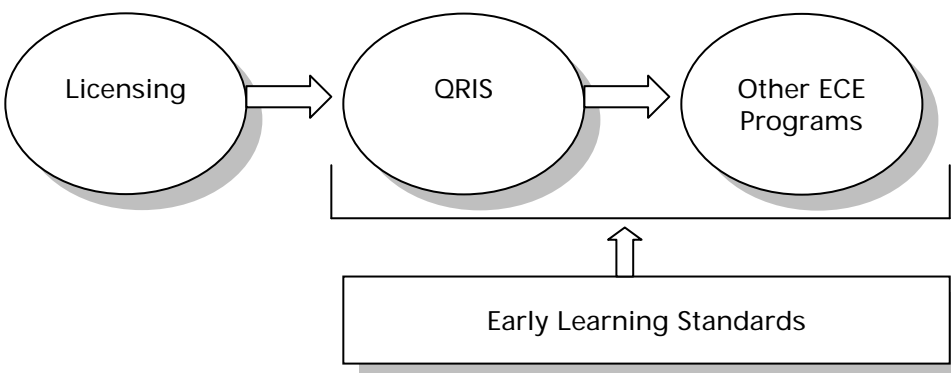 Licensing
QRIS
Other ECE
Programs
Early Learning Standards